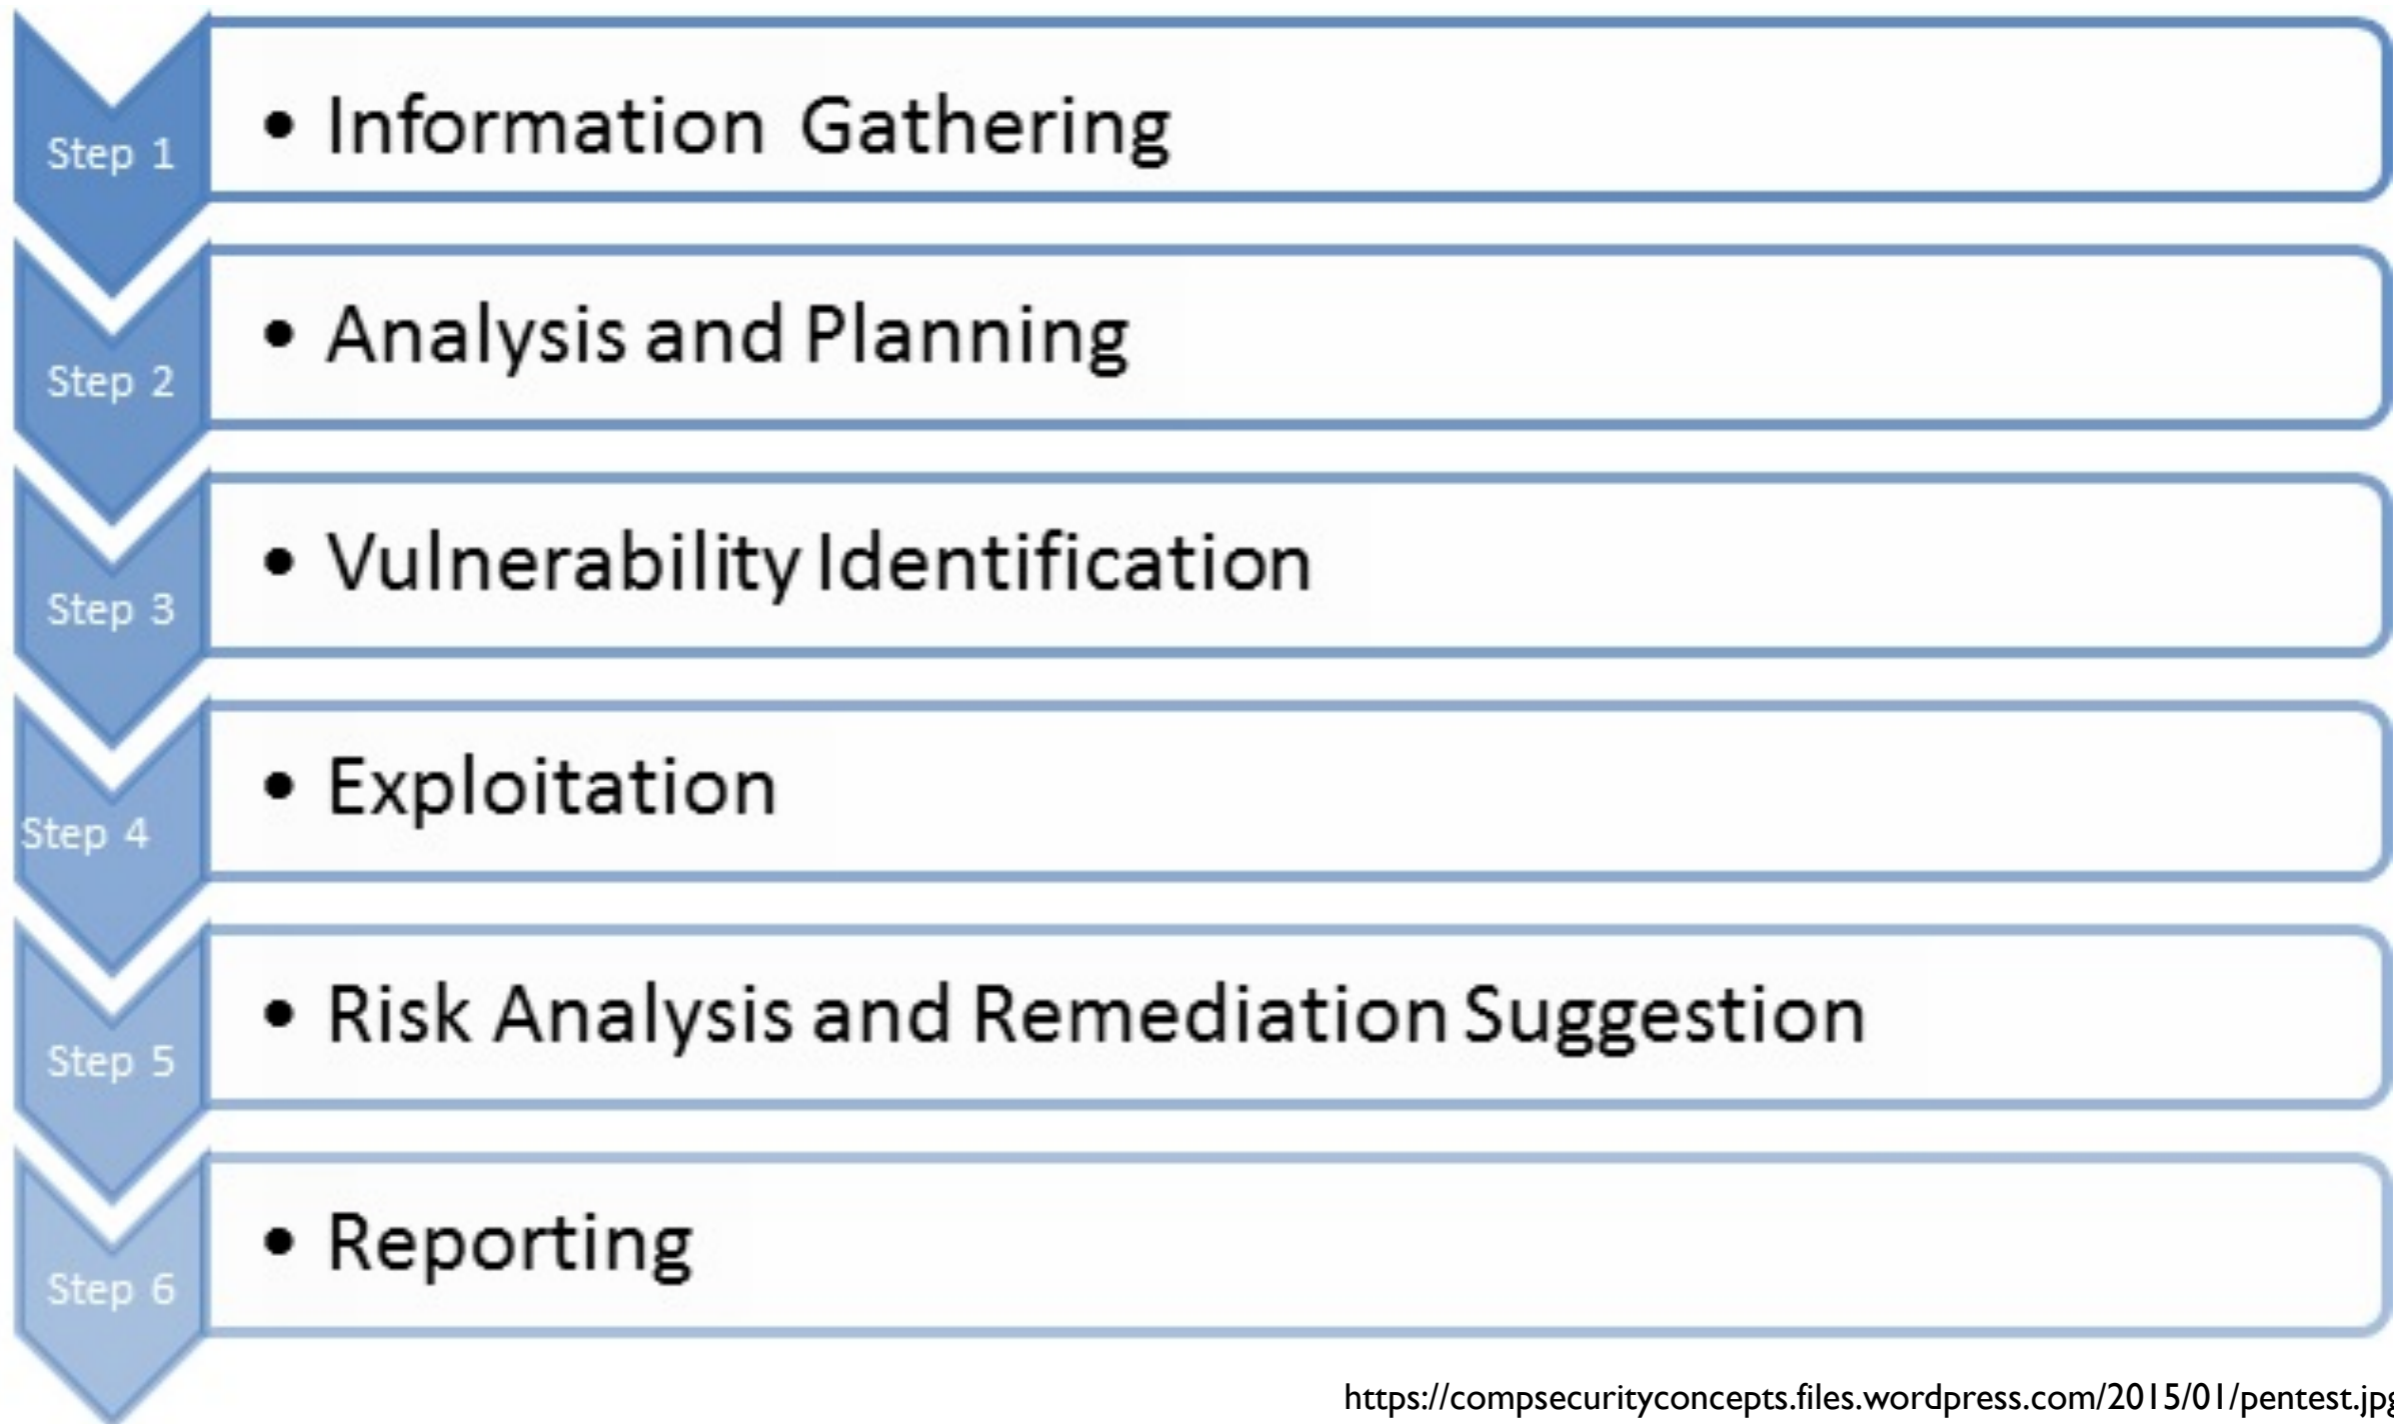 Step 1
• Information Gathering
Step 2
• Analysis and Planning
Step 3
• Vulnerability Identification
Step 4
• Exploitation
Step 5
• Risk Analysis and Remediation Suggestion
Step 6
• Reporting
https://compsecurityconcepts.files.wordpress.com/2015/01/pentest.jpg